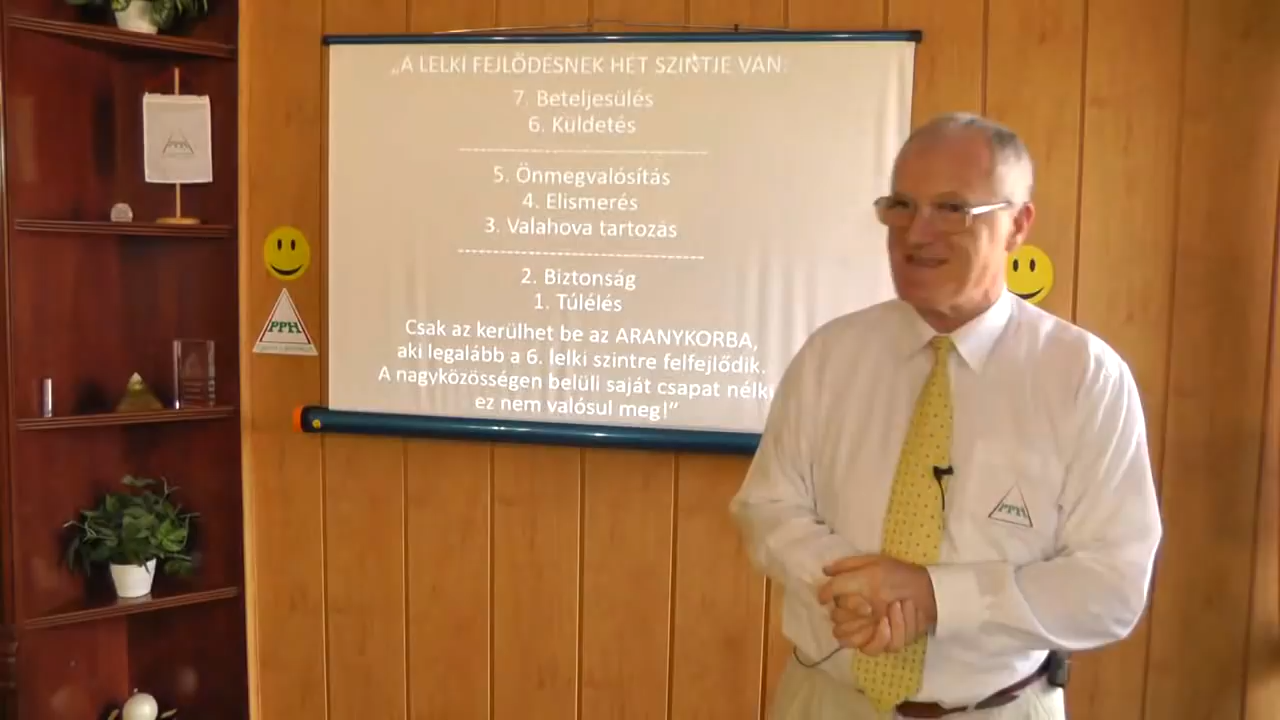 „A LELKI FEJLŐDÉSNEK HÉT SZINTJE VAN:
7. Beteljesülés
6. Küldetés
5. Önmegvalósítás
4. Elismerés
3. Valahova tartozás
2. Biztonság
1. Túlélés
Csak az kerülhet be az ARANYKORBA,
aki legalább a 6. lelki szintre felfejlődik.
A nagyközösségen belüli saját csapat nélk
ez nem valósul meg!”
PPH
PPH
PPH